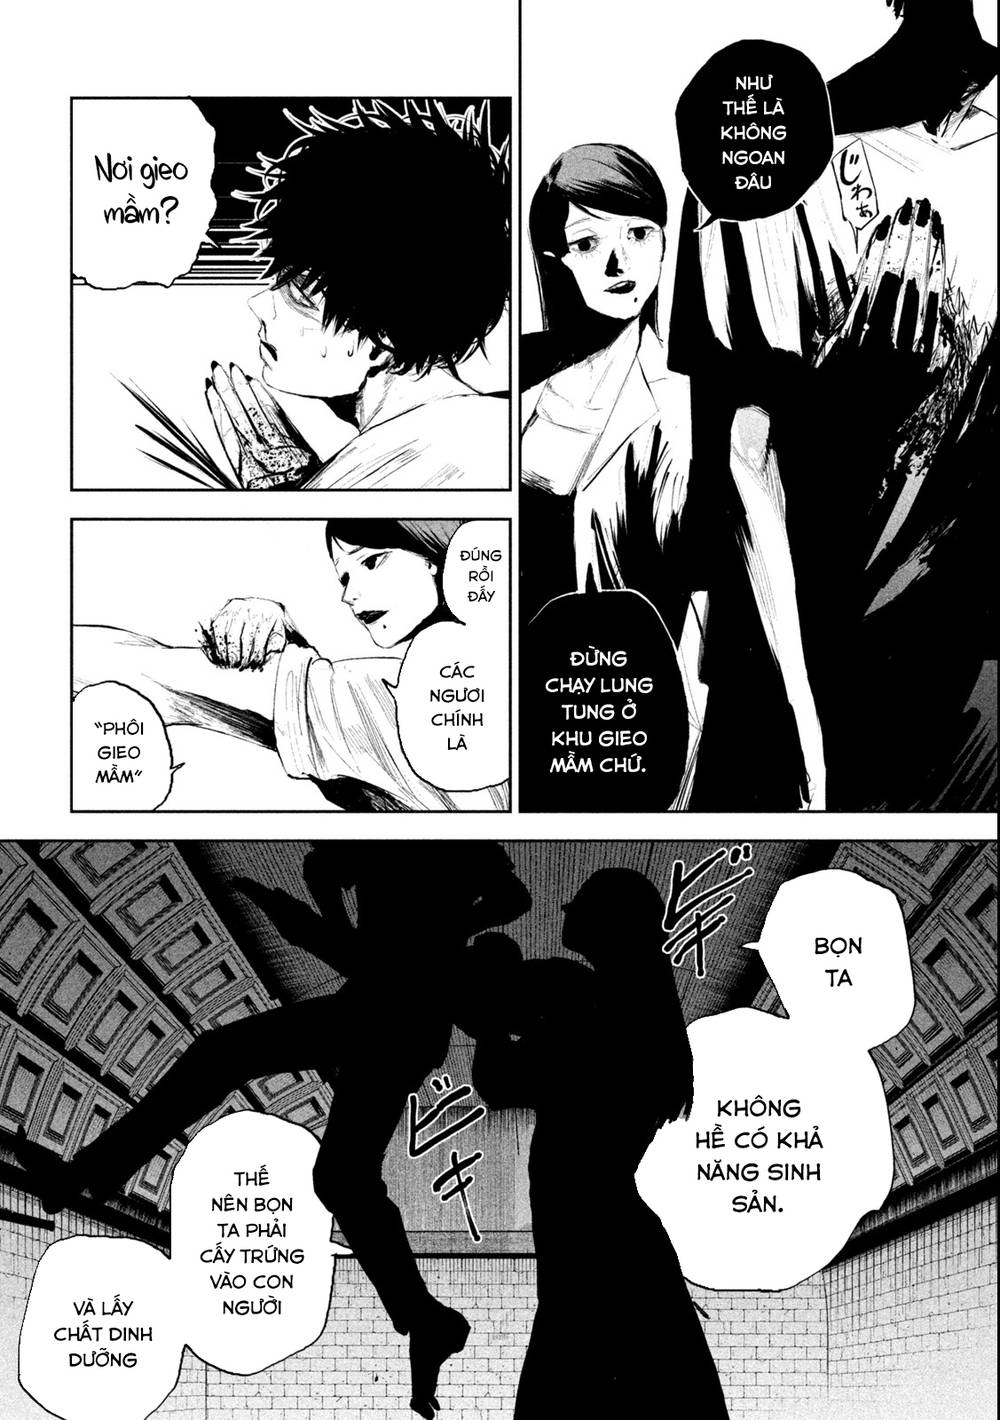 NHƯ
THẾ LÀ
KHÔNG
NGOAN
ĐÂU
じわぁ
ĐỪNG
CHẠY LUNG
TUNG Ở
KHU GIEO
MẦM CHỨ.
Nơi gieo
mầm?
ĐÚNG
RỒI
ĐẤY
CÁC
NGƯƠI
CHÍNH
LÀ
“PHÔI
GIEO
MẦM”
ビキ
BỌN
TA
KHÔNG
HỀ CÓ KHẢ
NĂNG SINH
SẢN.
ビキ
THẾ
NÊN BỌN
TA PHẢI
CẤY TRỨNG
VÀO CON
NGƯỜI
VÀ LẤY
CHẤT DINH
DƯỠNG